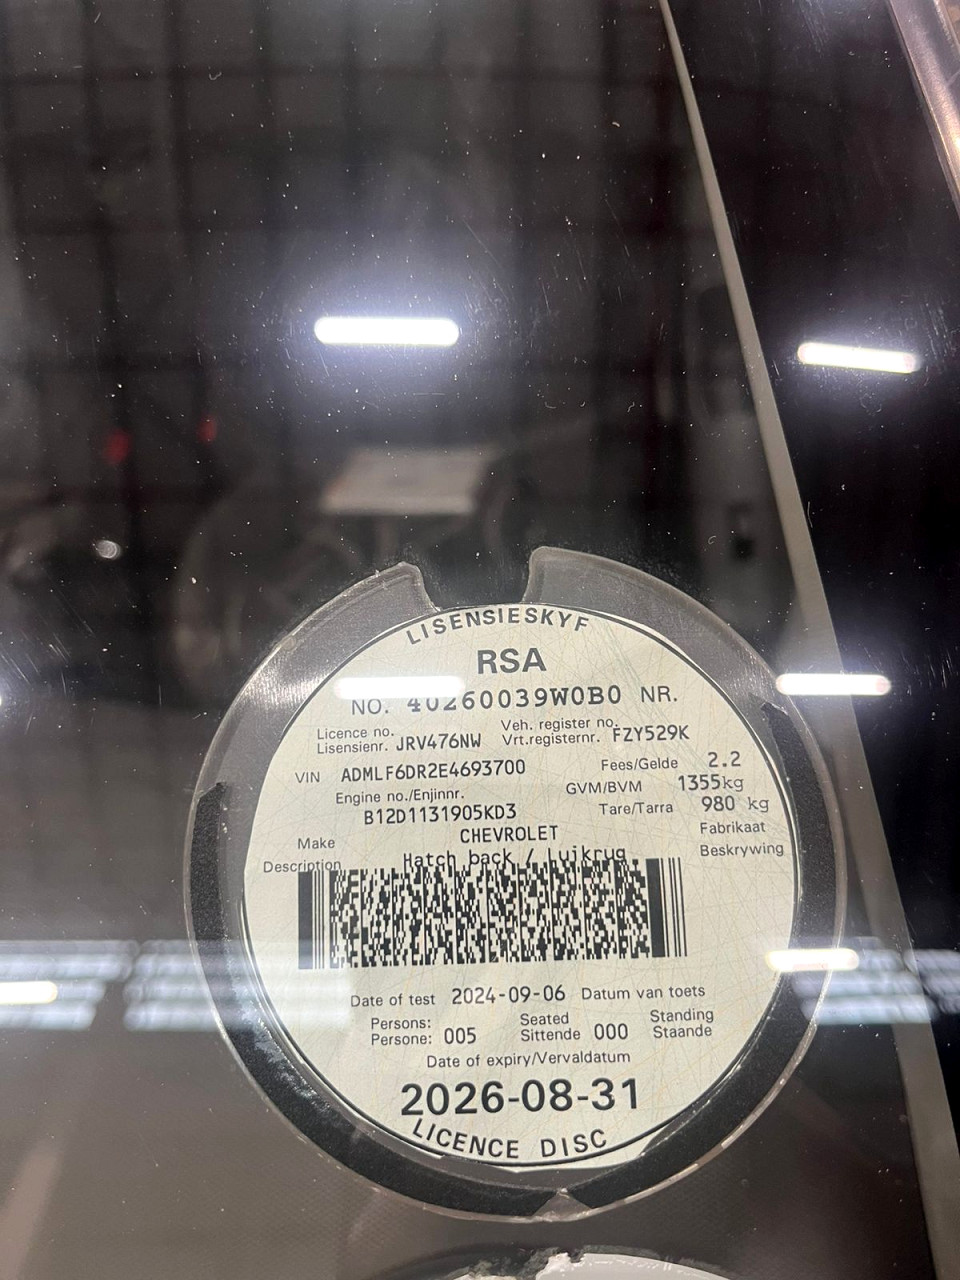 LISENSIESKYF
RSA
NO. 40260039W0B0 NR.
Licence no. Veh. register no.
Lisensienr. JRV476NW Vrt.registernr. FZY529K
VIN ADMLF6DR2E4693700 Fees/Gelde 2.2
Engine no./Enjinnr. GVM/BVM 1355kg
B12D1131905KD3 Tare/Tarra 980 kg
Make CHEVROLET Fabrikaat
Description Hatch back / Luikrug Beskrywing
Date of test 2024-09-06 Datum van toets
Persons: Seated Standing
Persone: 005 Sittende 000 Staande
Date of expiry/Vervaldatum
2026-08-31
LICENCE DISC